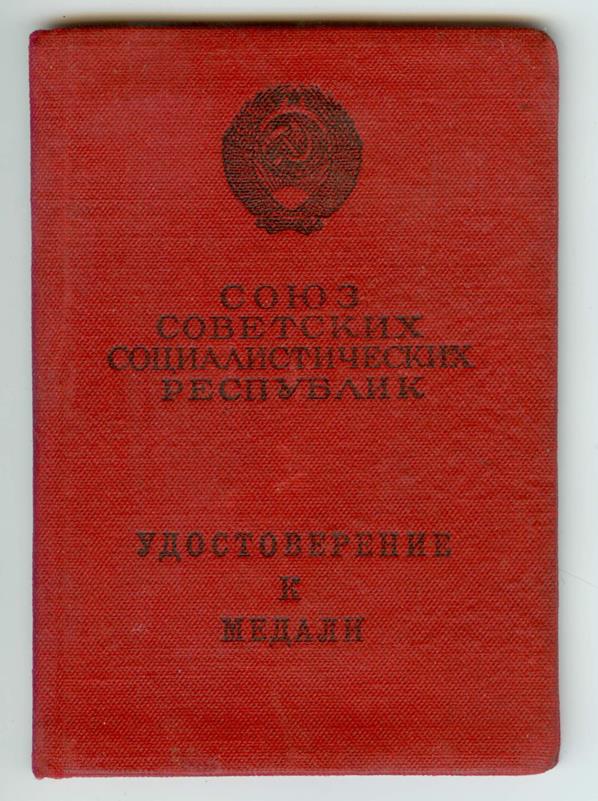 СОЮЗ
СОВЕТСКИХ
СОЦИАЛИСТИЧЕСКИХ
РЕСПУБЛИК
УДОСТОВЕРЕНИЕ
К
МЕДАЛИ